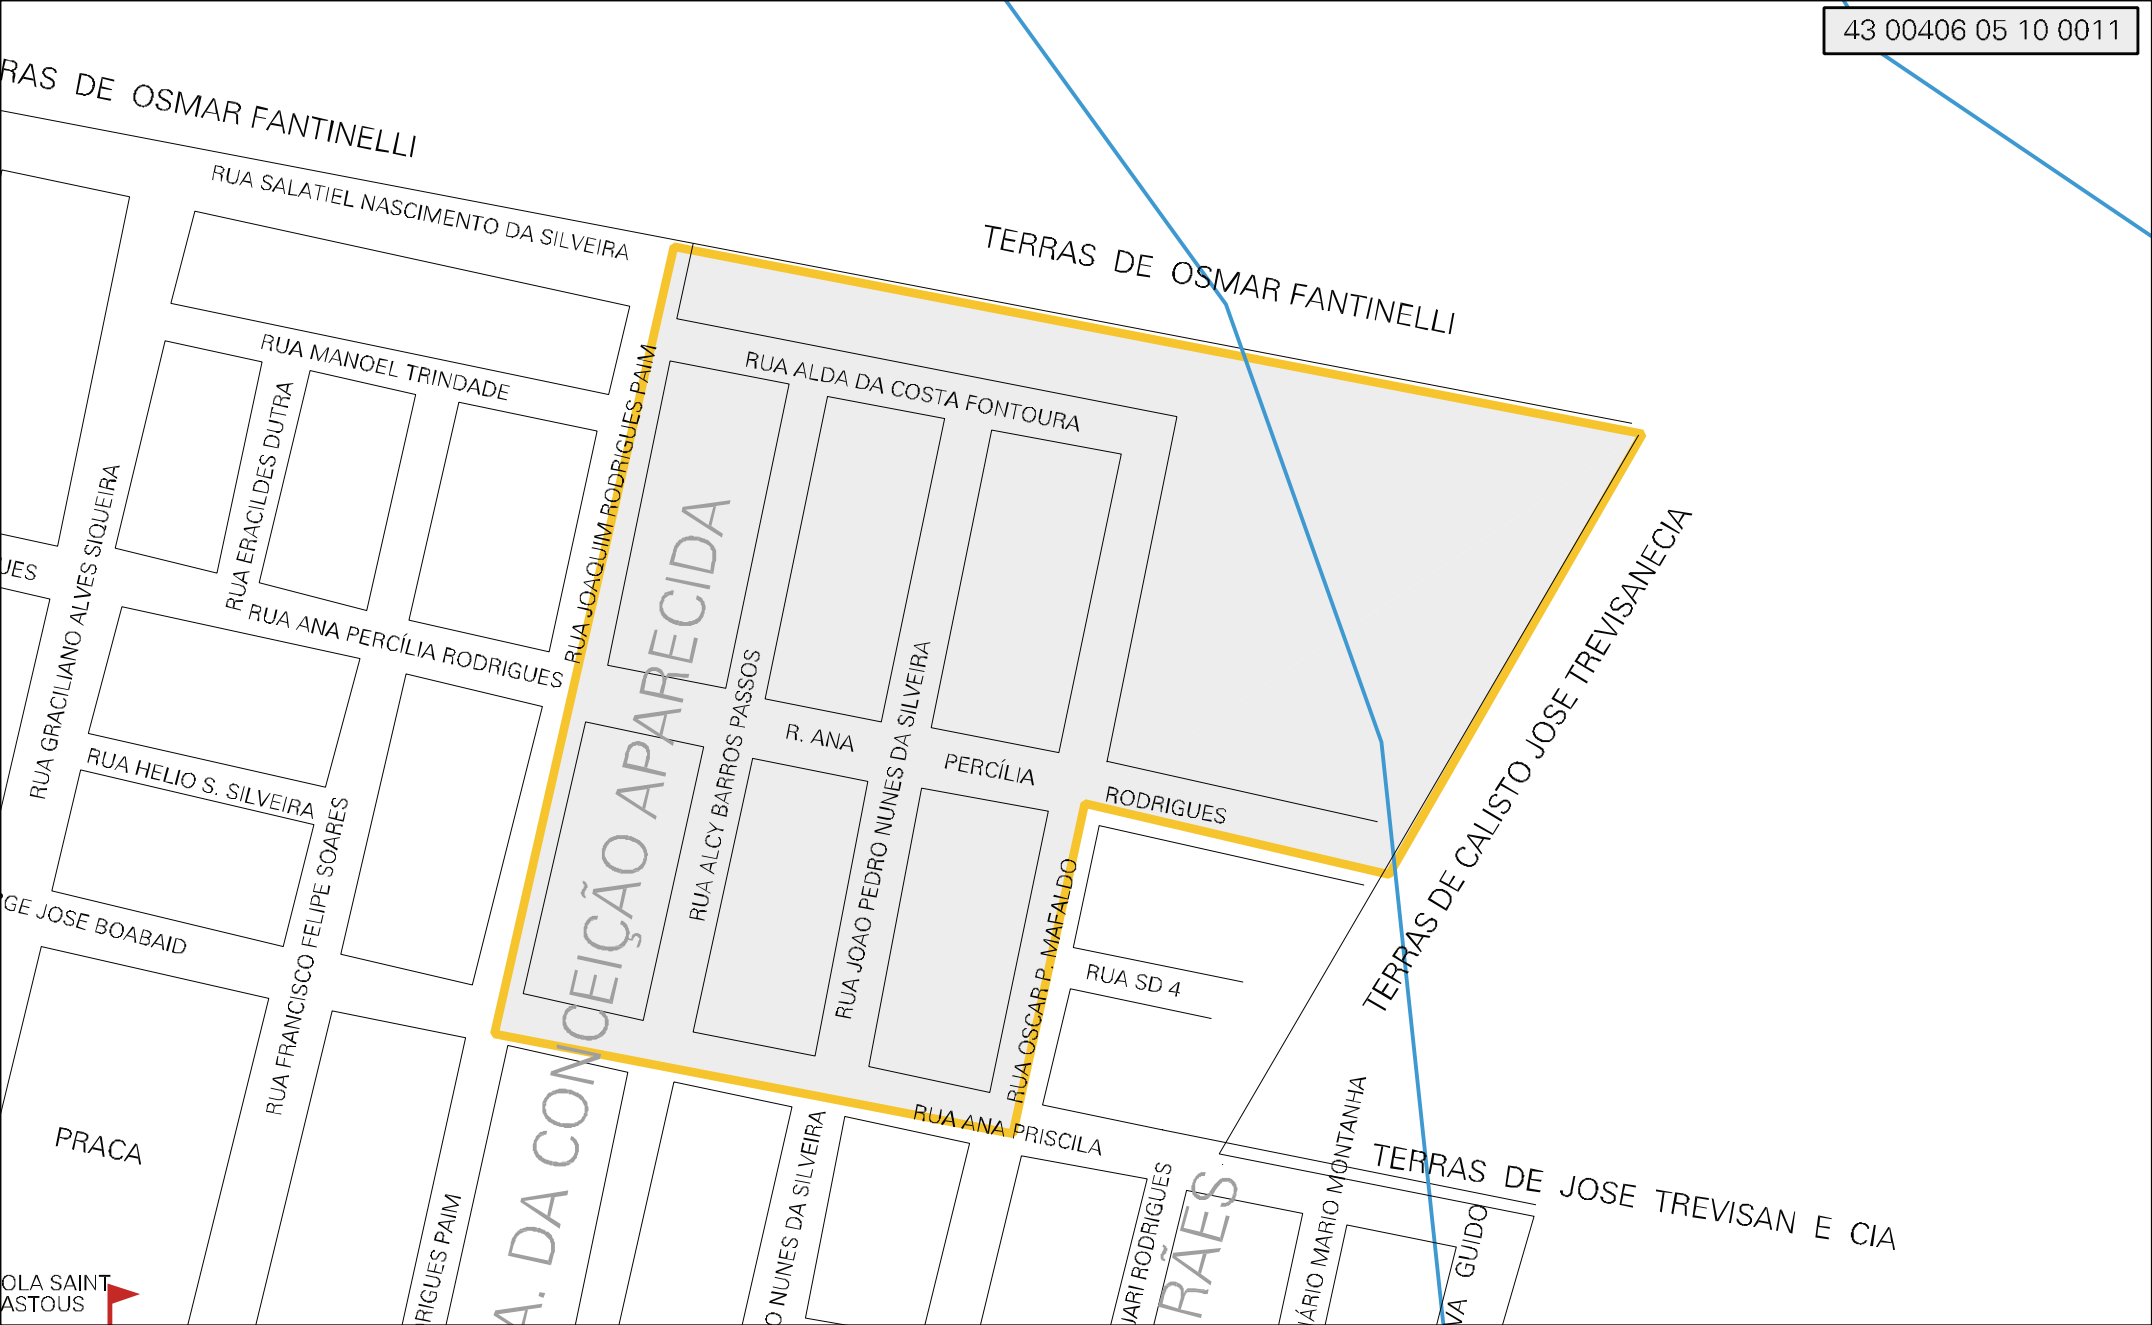 43 00406 05 10 0011
RAS DE OSMAR FANTINELLI
RUA SALATIEL NASCIMENTO DA SILVEIRA
TERRAS DE OSMAR FANTINELLI
RUA MANOEL TRINDADE
RUA ALDA DA COSTA FONTOURA
RUA ERACILDES DUTRA
RUA JOAQUIM RODRIGUES PAIM
RUA GRACILIANO ALVES SIQUEIRA
UES
RUA ANA PERCÍLIA RODRIGUES
A. DA CONCEIÇÃO APARECIDA
TERRAS DE CALISTO JOSE TREVISANECIA
RUA ALCY BARROS PASSOS
RUA JOAO PEDRO NUNES DA SILVEIRA
R. ANA
PERCÍLIA
RODRIGUES
RUA HELIO S. SILVEIRA
RUA FRANCISCO FELIPE SOARES
RGE JOSE BOABAID
RUA OSCAR P. MAFALDO
RUA SD 4
RUA ANA PRISCILA
PRACA
TERRAS DE JOSE TREVISAN E CIA
RIGUES PAIM
O NUNES DA SILVEIRA
UARI RODRIGUES
RÃES
IÁRIO MARIO MONTANHA
VA GUIDO
OLA SAINT
ASTOUS